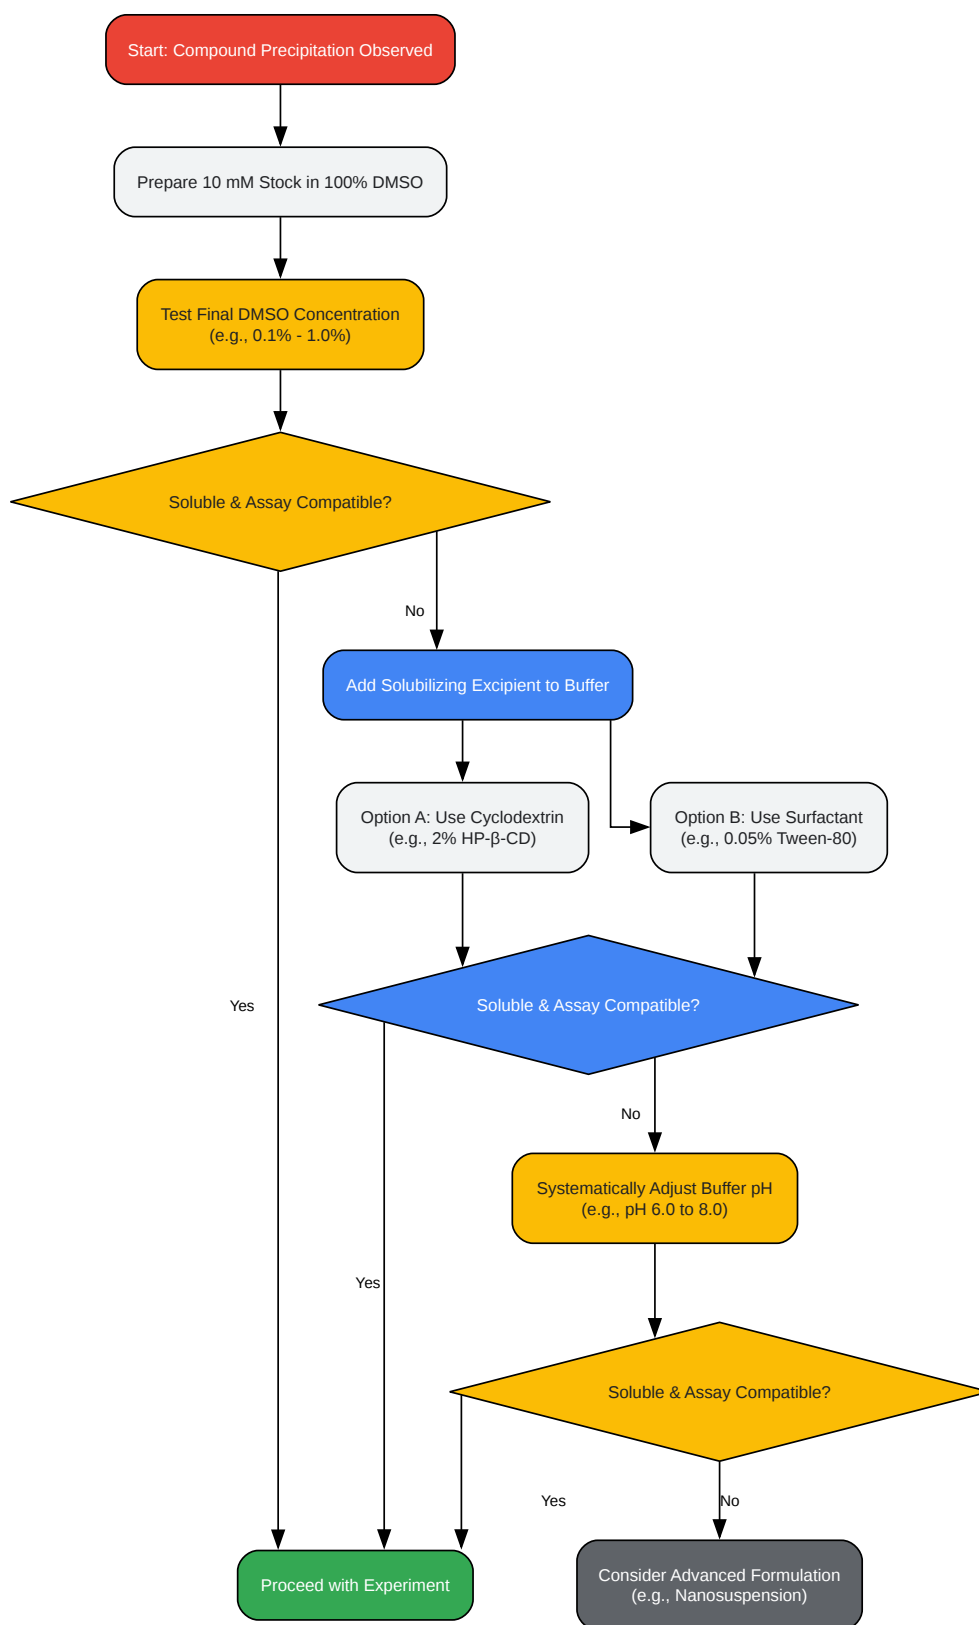 Start: Compound Precipitation Observed
Prepare 10 mM Stock in 100% DMSO
Test Final DMSO Concentration
(e.g., 0.1% - 1.0%)
Soluble & Assay Compatible?
No
Add Solubilizing Excipient to Buffer
Option A: Use Cyclodextrin
(e.g., 2% HP-β-CD)
Option B: Use Surfactant
(e.g., 0.05% Tween-80)
Yes
Soluble & Assay Compatible?
No
Systematically Adjust Buffer pH
(e.g., pH 6.0 to 8.0)
Yes
Soluble & Assay Compatible?
Yes
No
Proceed with Experiment
Consider Advanced Formulation
(e.g., Nanosuspension)